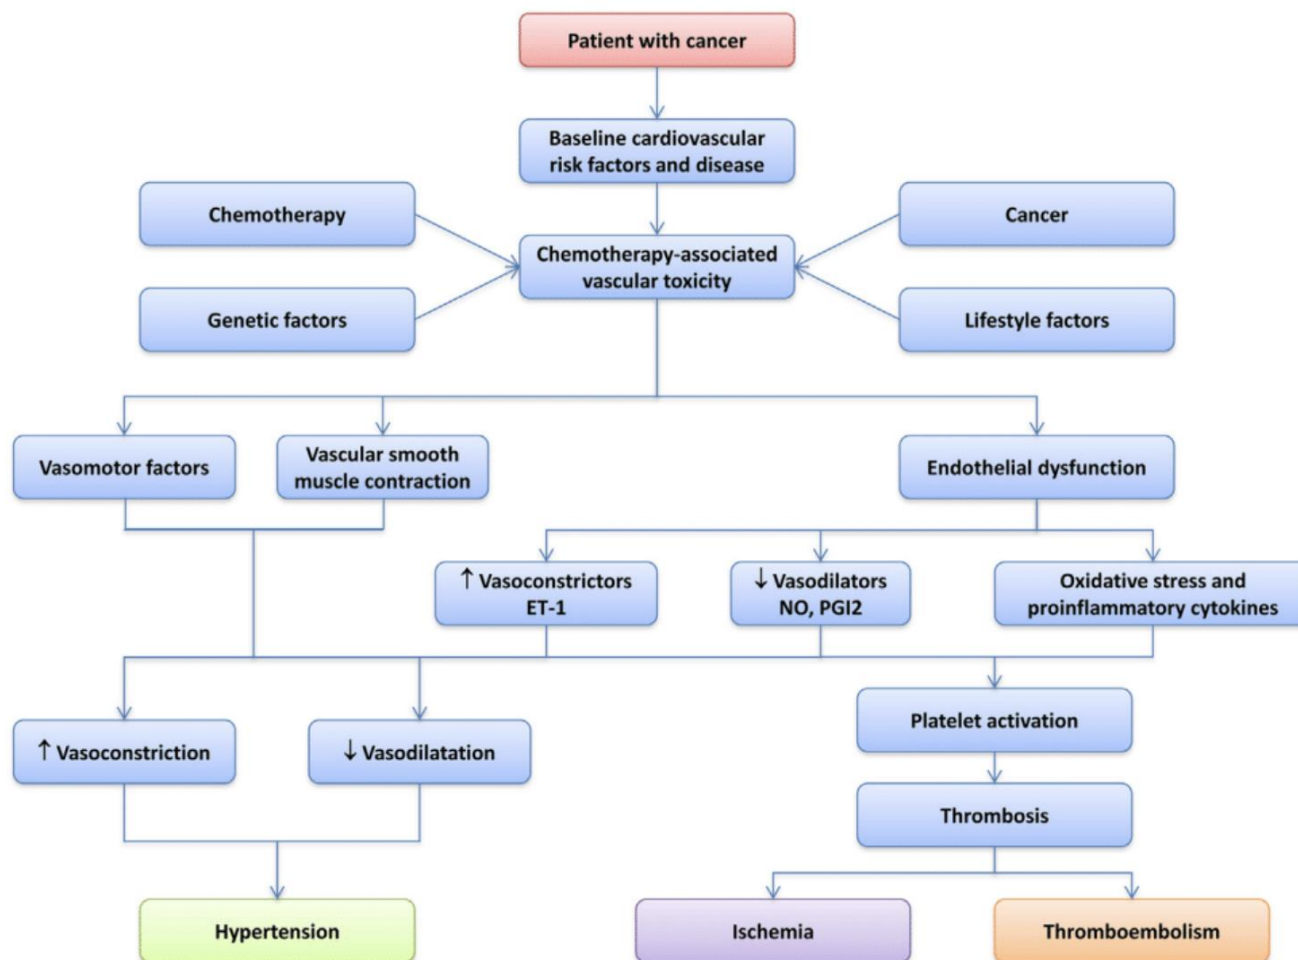 Patient with cancer
Baseline cardiovascular
risk factors and disease
Chemotherapy
Cancer
Chemotherapy-associated
vascular toxicity
Genetic factors
Lifestyle factors
Vasomotor factors
Vascular smooth
muscle contraction
Endothelial dysfunction
↑ Vasoconstrictors
ET-1
↓ Vasodilators
NO, PGI2
Oxidative stress and
proinflammatory cytokines
Platelet activation
↑ Vasoconstriction
↓ Vasodilatation
Thrombosis
Hypertension
Ischemia
Thromboembolism